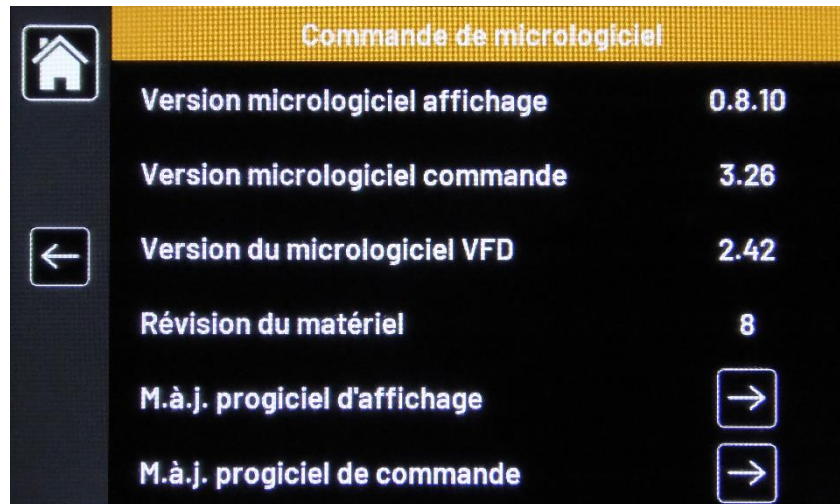 Commande de micrologiciel
Version micrologiciel affichage 0.8.10
Version micrologiciel commande 3.26
Version du micrologiciel VFD 2.42
Révision du matériel 8
M.à.j. progiciel d'affichage
M.à.j. progiciel de commande